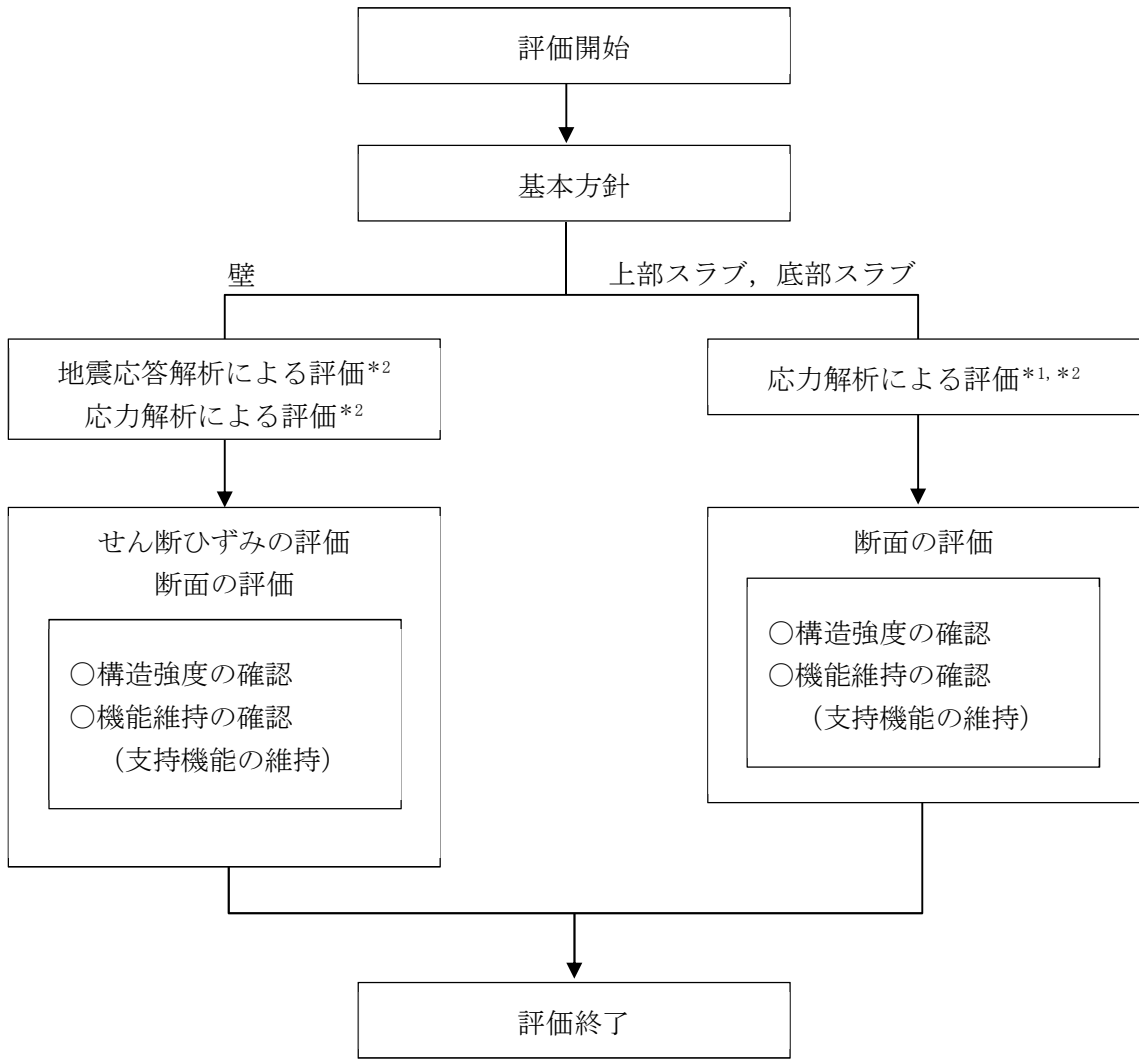 評価開始
基本方針
壁
上部スラブ，底部スラブ
地震応答解析による評価*2
応力解析による評価*2
応力解析による評価*1, *2
せん断ひずみの評価
断面の評価
○構造強度の確認
○機能維持の確認
（支持機能の維持）
断面の評価
○構造強度の確認
○機能維持の確認
（支持機能の維持）
評価終了